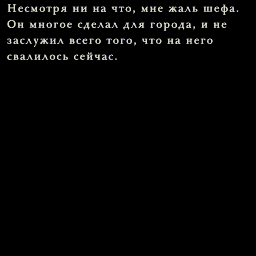 Несмотря ни на что, мне жаль шефа.
Он многое сделал для города, и не
заслужил всего того, что на него
свалилось сейчас.